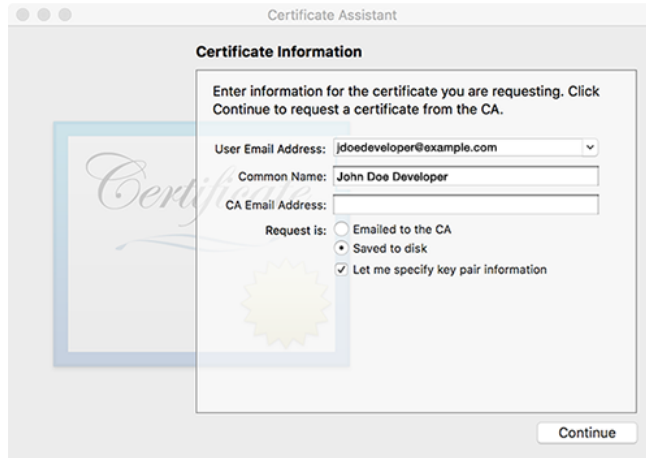 Certificate Assistant
Certificate Information
Enter information for the certificate you are requesting. Click
Continue to request a certificate from the CA.
Certificate
User Email Address: jdoedeveloper@example.com
Common Name: John Doe Developer
CA Email Address:
Request is: Emailed to the CA
Saved to disk
Let me specify key pair information
Continue